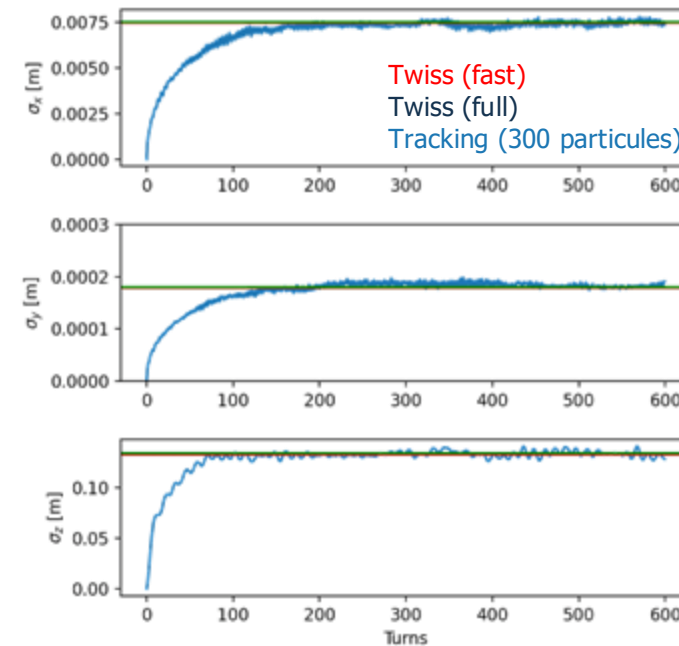 0.0075
0.0050
0.0025
0.0000
σx [m]
Twiss (fast)
Twiss (full)
Tracking (300 particules)
0 100 200 300 400 500 600
0.0003
0.0002
0.0001
0.0000
σy [m]
0 100 200 300 400 500 600
0.10
0.05
0.00
σz [m]
0 100 200 300 400 500 600
Turns